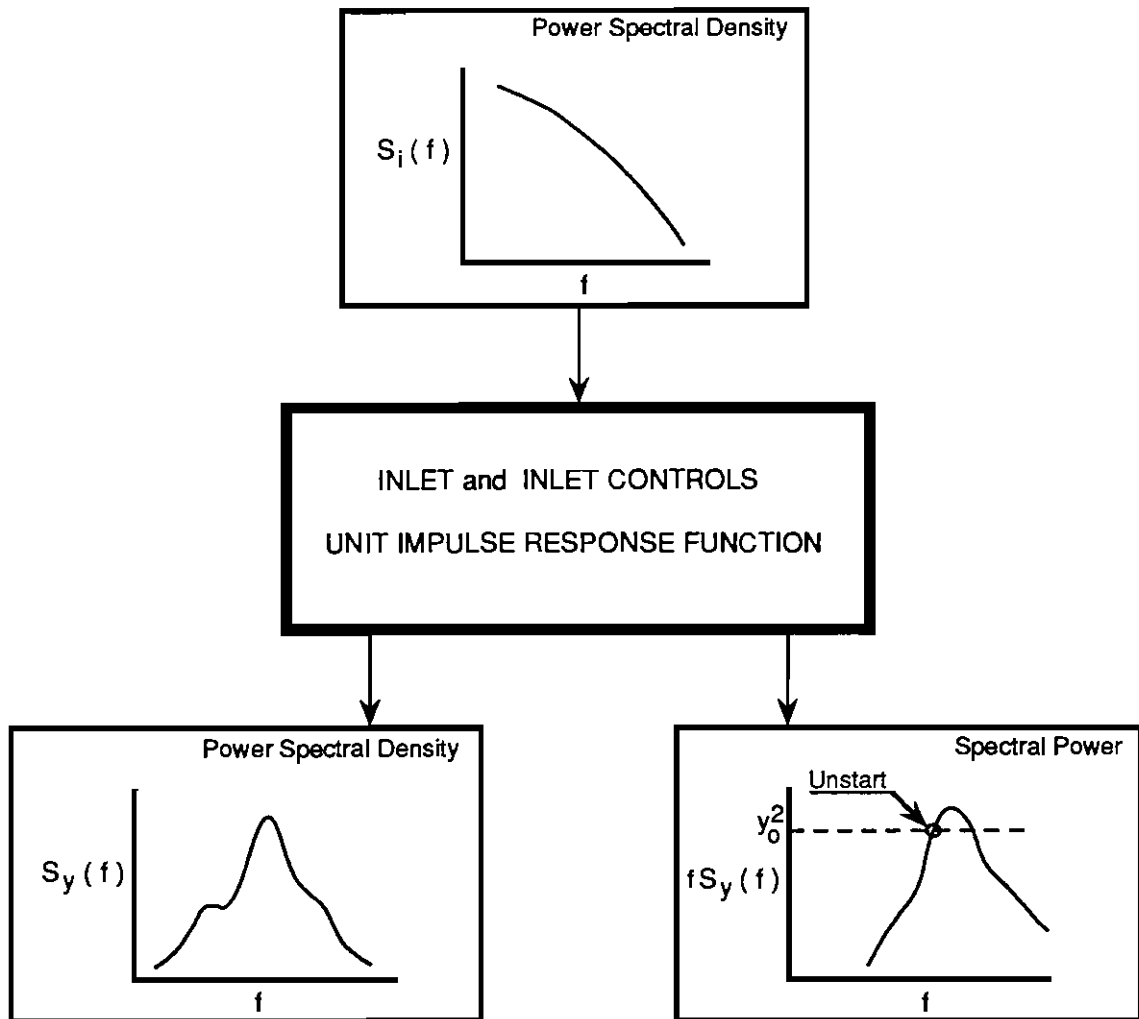 Power Spectral Density
S_i(f)
f
INLET and INLET CONTROLS
UNIT IMPULSE RESPONSE FUNCTION
Power Spectral Density
S_y(f)
f
Spectral Power
Unstart
y_o^2
fS_y(f)
f